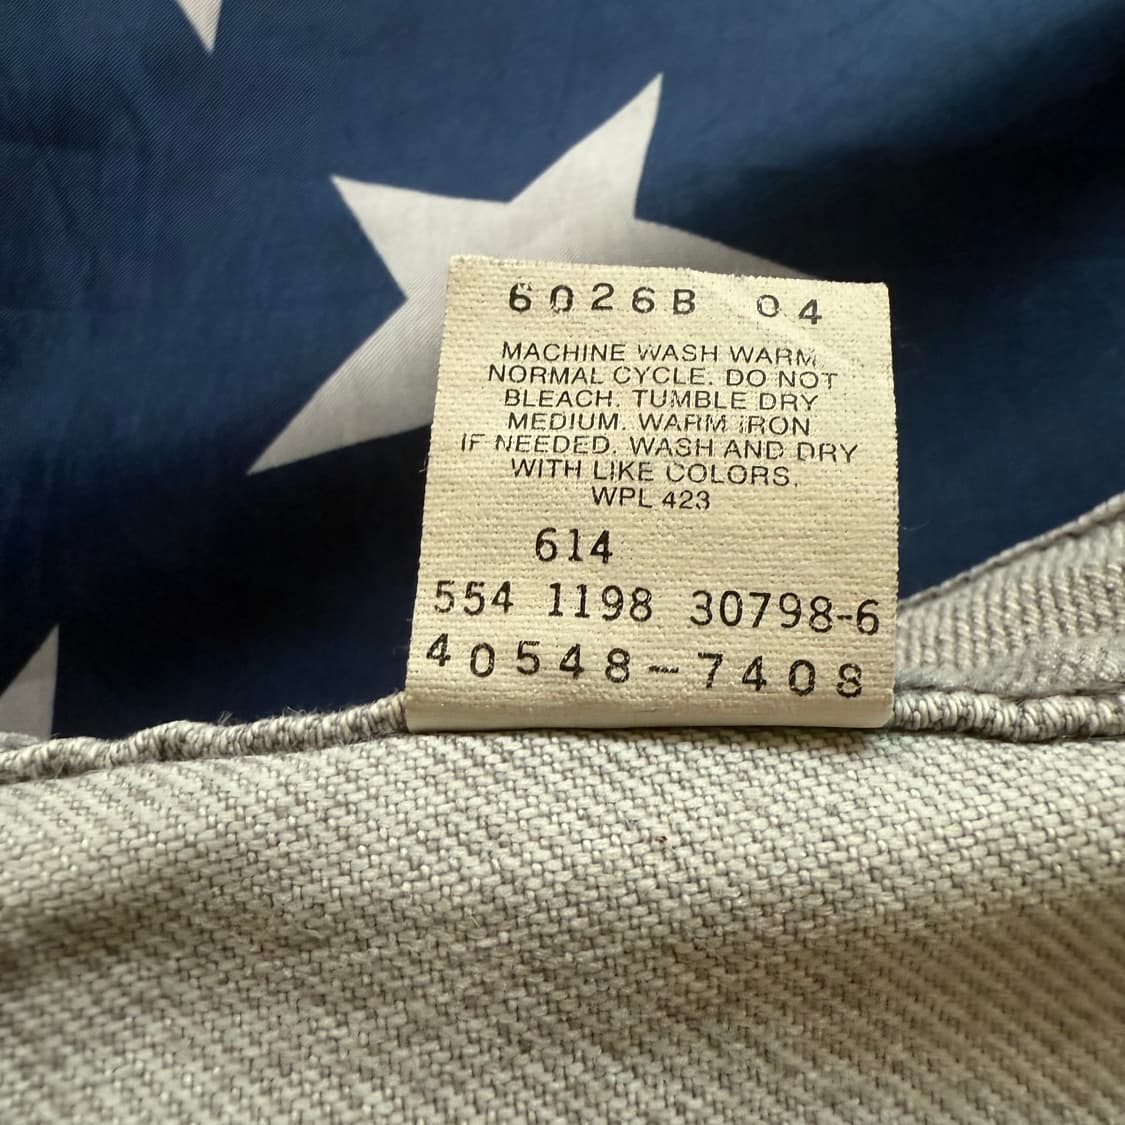 6026B 04
MACHINE WASH WARM
NORMAL CYCLE. DO NOT
BLEACH. TUMBLE DRY
MEDIUM. WARM IRON
IF NEEDED. WASH AND DRY
WITH LIKE COLORS.
WPL 423
614
554 1198 30798-6
40548-7408